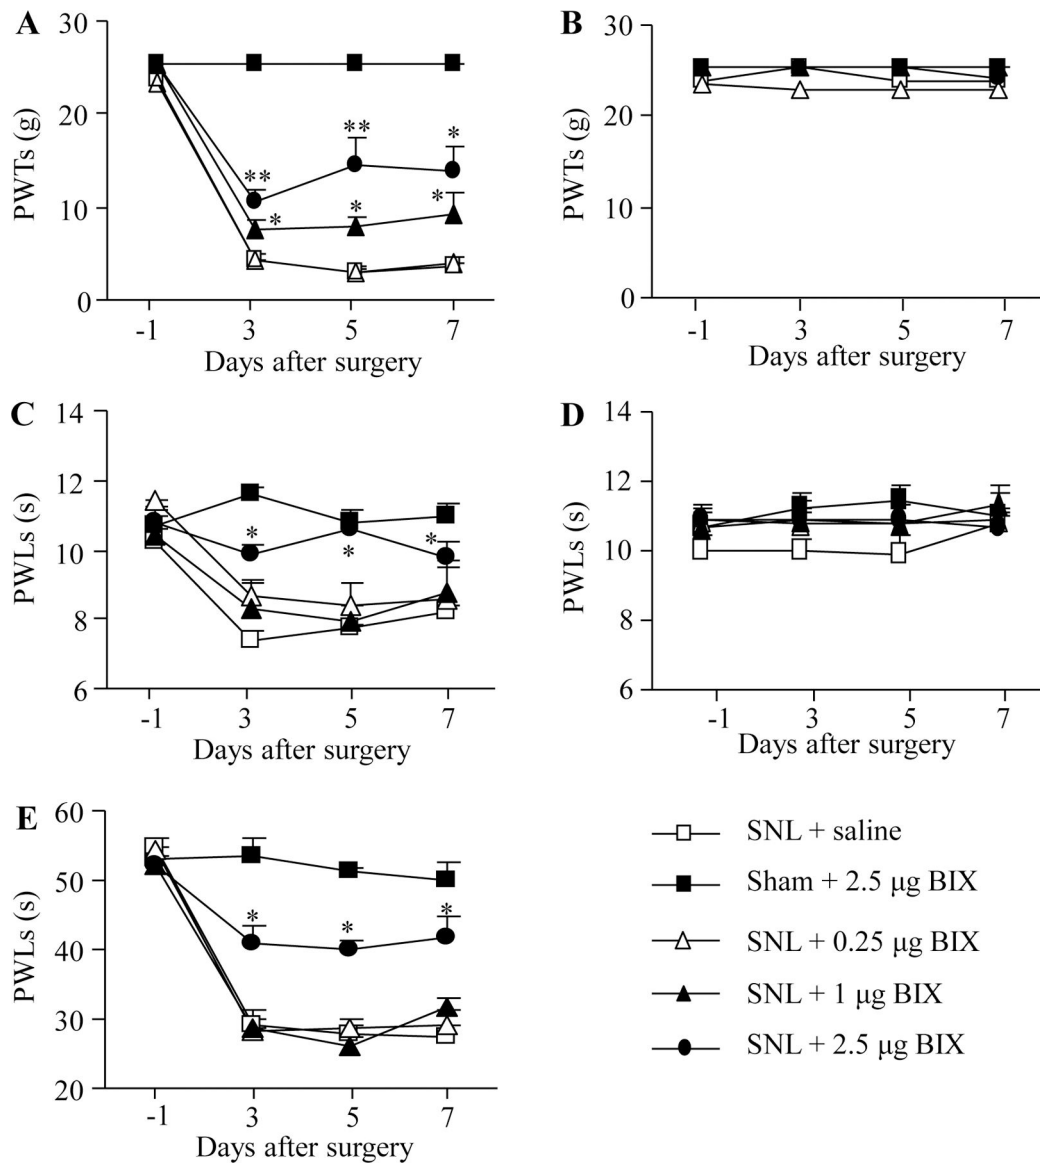 A
PWTs (g)
30
20
10
0
**
**
*
*
*
*
-1 3 5 7
Days after surgery
B
PWTs (g)
30
20
10
0
-1 3 5 7
Days after surgery
C
PWLs (s)
14
12
10
8
6
*
*
*
-1 3 5 7
Days after surgery
D
PWLs (s)
14
12
10
8
6
-1 3 5 7
Days after surgery
E
PWLs (s)
60
50
40
30
20
*
*
*
-1 3 5 7
Days after surgery
SNL + saline
Sham + 2.5 μg BIX
SNL + 0.25 μg BIX
SNL + 1 μg BIX
SNL + 2.5 μg BIX